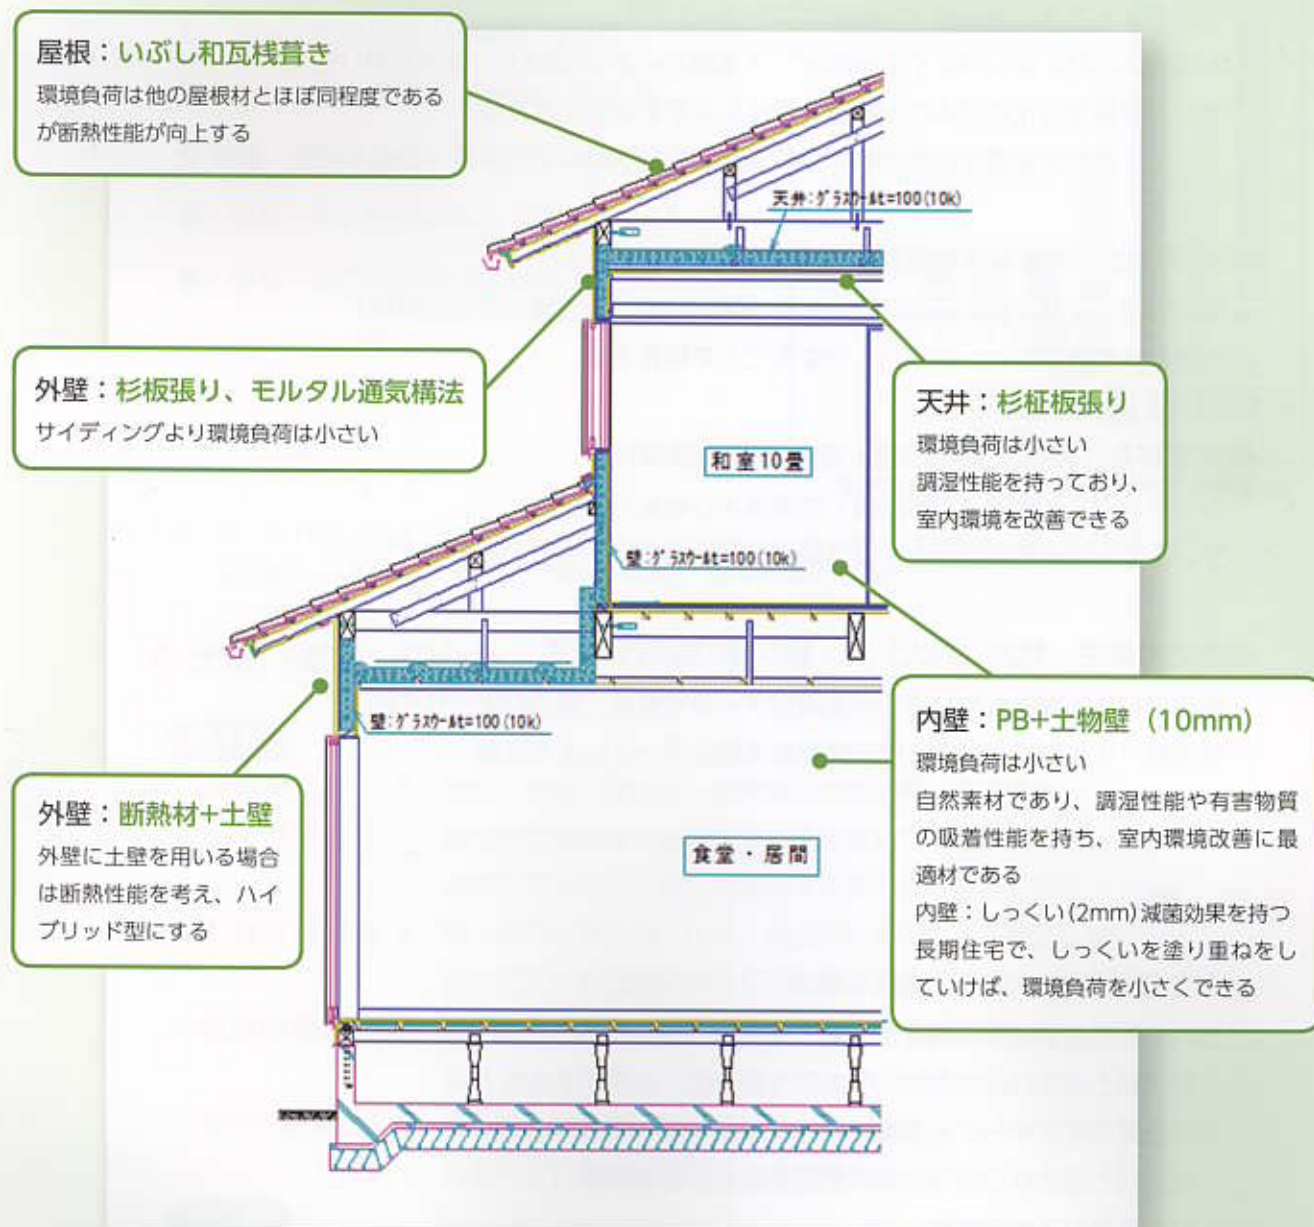 屋根：いぶし和瓦桟葺き
環境負荷は他の屋根材とほぼ同程度である
が断熱性能が向上する
天井:グラスウールt=100(10k)
外壁：杉板張り、モルタル通気構法
サイディングより環境負荷は小さい
天井：杉柾板張り
環境負荷は小さい
調湿性能を持っており、
室内環境を改善できる
和室10畳
壁:グラスウールt=100(10k)
壁:グラスウールt=100(10k)
内壁：PB+土物壁（10mm）
環境負荷は小さい
自然素材であり、調湿性能や有害物質
の吸着性能を持ち、室内環境改善に最
適材である
内壁：しっくい(2mm)減菌効果を持つ
長期住宅で、しっくいを塗り重ねをし
ていけば、環境負荷を小さくできる
外壁：断熱材+土壁
外壁に土壁を用いる場合
は断熱性能を考え、ハイ
ブリッド型にする
食堂・居間